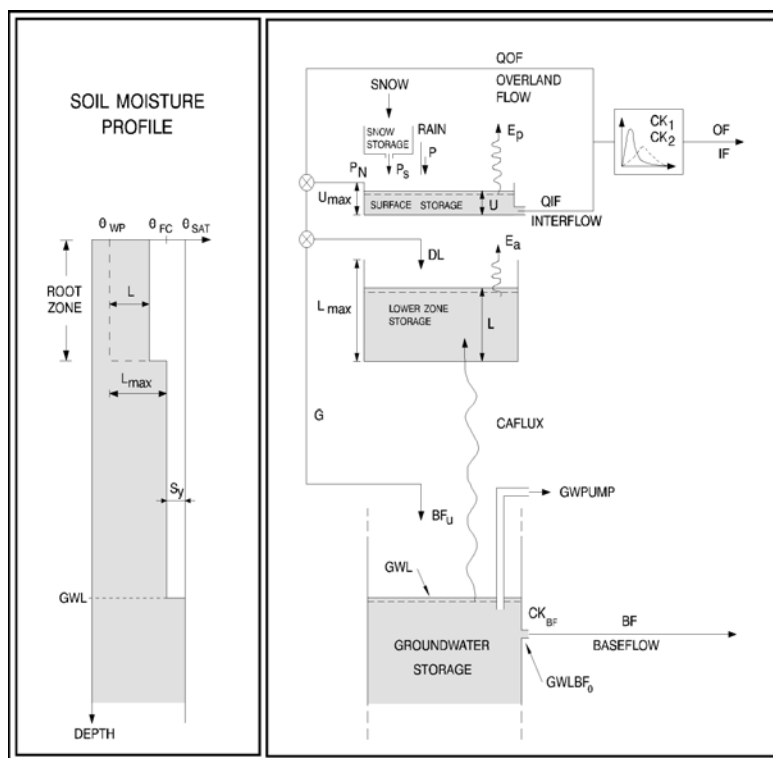 SOIL MOISTURE
PROFILE
θWP θFC θSAT
ROOT
ZONE
L
Lmax
Sy
GWL
DEPTH
QOF
OVERLAND
FLOW
SNOW
SNOW
STORAGE
RAIN
P
PS
PN
Ep
Umax
SURFACE STORAGE
U
QIF
INTERFLOW
CK1
CK2
OF
IF
DL
Ea
Lmax
LOWER ZONE
STORAGE
L
G
CAFLUX
BFu
GWPUMP
GWL
GROUNDWATER
STORAGE
CKBF
BF
BASEFLOW
GWLBF0